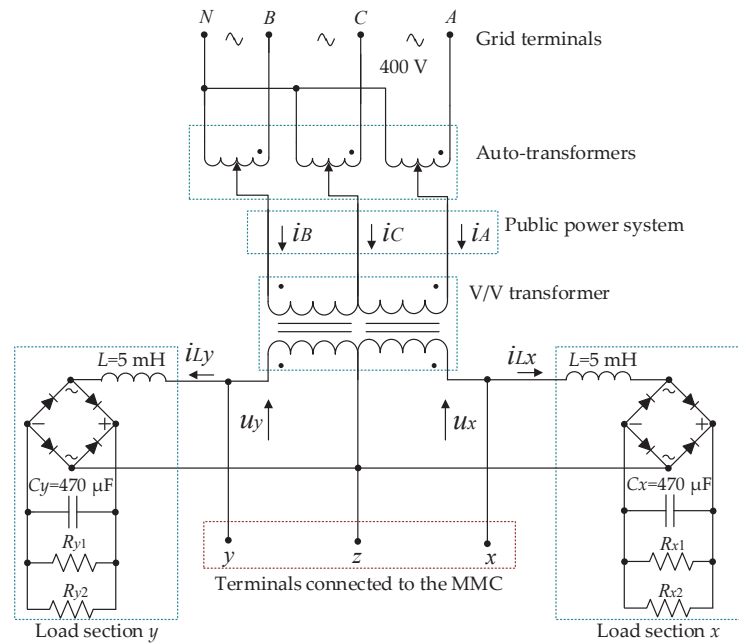 N B C A
Grid terminals
400 V
Auto-transformers
Public power system
iB iC iA
V/V transformer
iLy iLx
L=5 mH L=5 mH
uy ux
− + − +
Cy=470 μF Cx=470 μF
Ry1 Rx1
Ry2 Rx2
y z x
Terminals connected to the MMC
Load section y Load section x